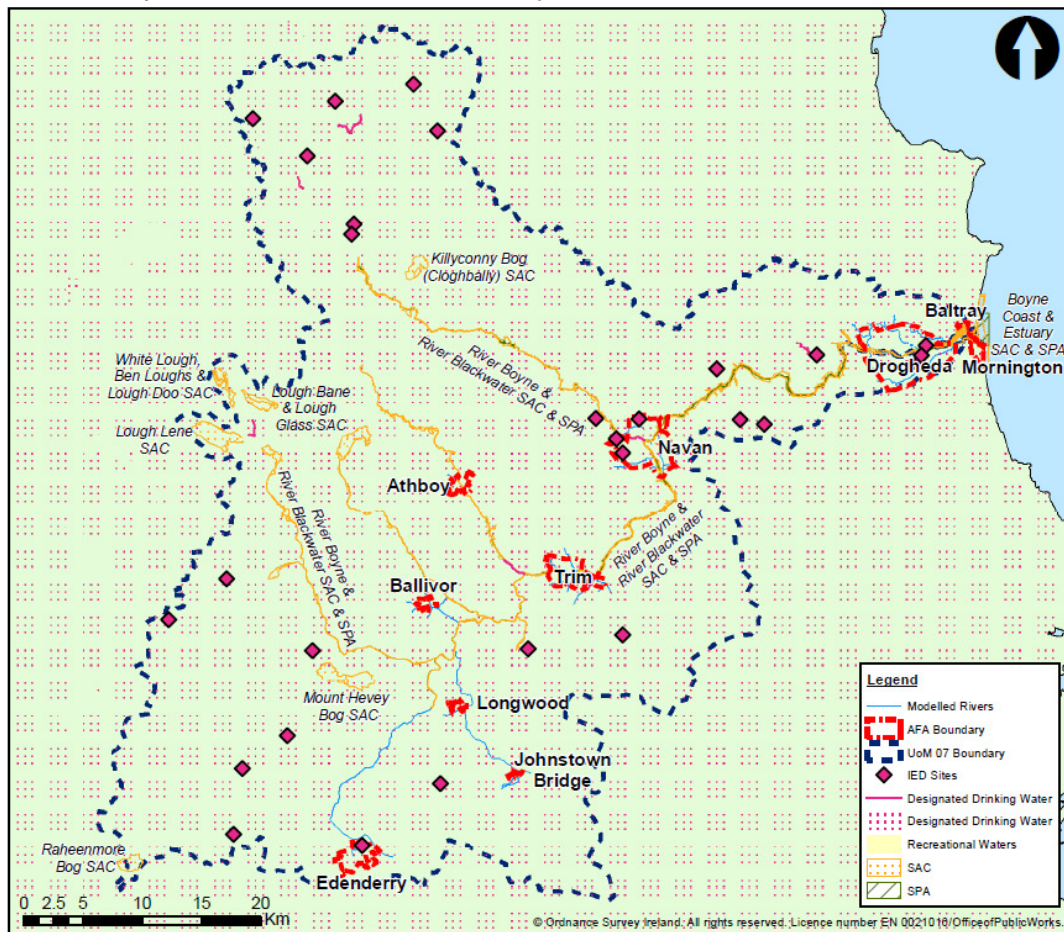 Killyconny Bog
(Cloghbally) SAC
Boyne
Coast &
Estuary
SAC & SPA
Baltray
Drogheda
Mornington
River Boyne &
River Blackwater SAC & SPA
White Lough,
Ben Loughs &
Lough Doo SAC
Lough Bane
& Lough
Glass SAC
Lough Lene
SAC
Navan
Athboy
River Boyne &
River Blackwater SAC & SPA
River Boyne &
River Blackwater
SAC & SPA
Trim
Ballivor
Mount Hevey
Bog SAC
Longwood
Johnstown
Bridge
Raheenmore
Bog SAC
Edenderry
Legend
Modelled Rivers
AFA Boundary
UoM 07 Boundary
IED Sites
Designated Drinking Water
Designated Drinking Water
Recreational Waters
SAC
SPA
0 2.5 5 10 15 20
Km
© Ordnance Survey Ireland. All rights reserved. Licence number EN 0021016/OfficeofPublicWorks.